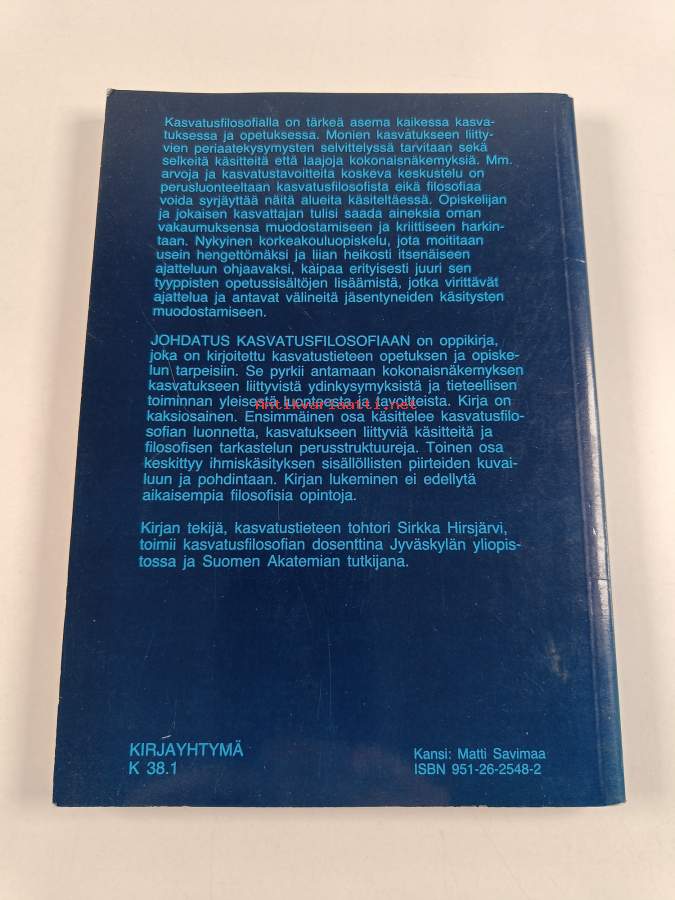 Kasvatusfilosofialla on tärkeä asema kaikessa kasva-
tuksessa ja opetuksessa. Monien kasvatukseen liitty-
vien periaatekysymysten selvittelyssä tarvitaan sekä
selkeitä käsitteitä että laajoja kokonaisnäkemyksiä. Mm.
arvoja ja kasvatustavoitteita koskeva keskustelu on
perusluonteeltaan kasvatusfilosofista eikä filosofiaa
voida syrjäyttää näitä alueita käsiteltäessä. Opiskelijan
ja jokaisen kasvattajan tulisi saada aineksia oman
vakaumuksensa muodostamiseen ja kriittiseen harkin-
taan. Nykyinen korkeakouluopiskelu, jota moititaan
usein hengettömäksi ja liian heikosti itsenäiseen
ajatteluun ohjaavaksi, kaipaa erityisesti juuri sen
tyyppisten opetussisältöjen lisäämistä, jotka virittävät
ajattelua ja antavat välineitä jäsentyneiden käsitysten
muodostamiseen.
JOHDATUS KASVATUSFILOSOFIAAN on oppikirja,
joka on kirjoitettu kasvatustieteen opetuksen ja opiske-
lun tarpeisiin. Se pyrkii antamaan kokonaisnäkemyksen
kasvatukseen liittyvistä ydinkysymyksistä ja tieteellisen
toiminnan yleisestä luonteesta ja tavoitteista. Kirja on
Antikvariaatti.net
kaksiosainen. Ensimmäinen osa käsittelee kasvatusfilo-
sofian luonnetta, kasvatukseen liittyviä käsitteitä ja
filosofisen tarkastelun perusstruktuureja. Toinen osa
keskittyy ihmiskäsityksen sisällöllisten piirteiden kuvai-
luun ja pohdintaan. Kirjan lukeminen ei edellytä
aikaisempia filosofisia opintoja.
Kirjan tekijä, kasvatustieteen tohtori Sirkka Hirsjärvi,
toimii kasvatusfilosofian dosenttina Jyväskylän yliopis-
tossa ja Suomen Akatemian tutkijana.
KIRJAYHTYMÄ
K 38.1
Kansi: Matti Savimaa
ISBN 951-26-2548-2